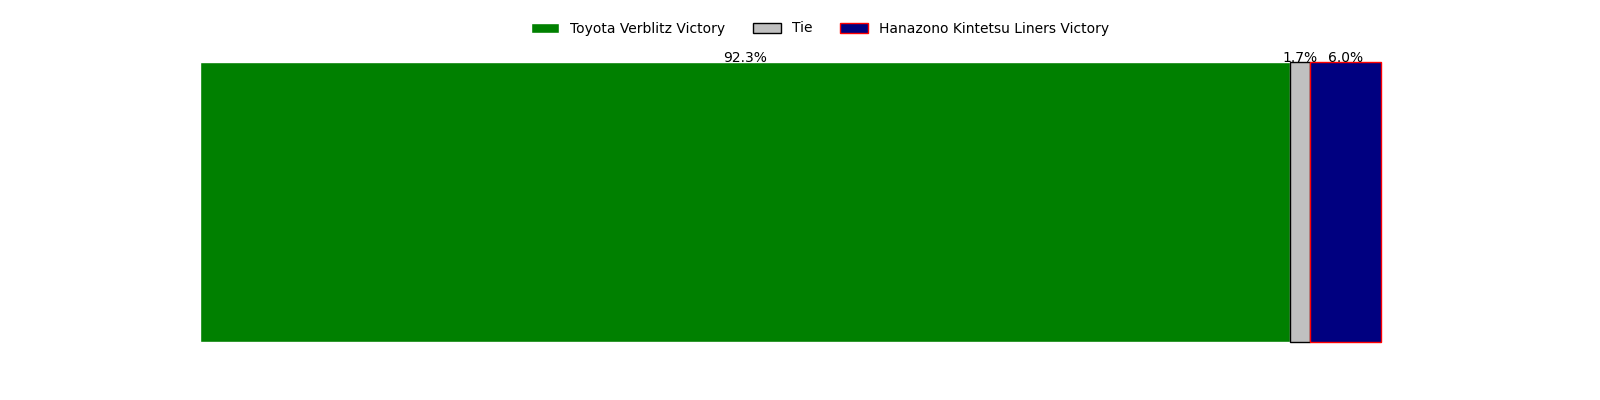 Toyota Verblitz Victory Tie Hanazono Kintetsu Liners Victory
92.3% 1.7% 6.0%